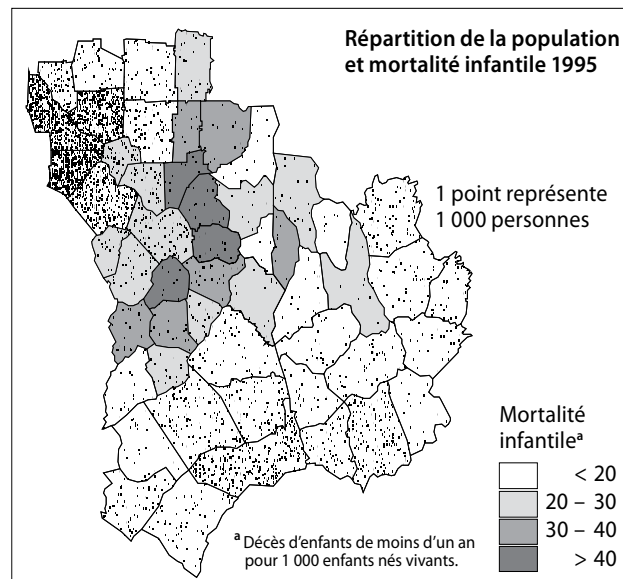 Répartition de la population
et mortalité infantile 1995
1 point représente
1 000 personnes
Mortalité
infantileª
< 20
20 – 30
30 – 40
> 40
ª Décès d'enfants de moins d'un an
pour 1 000 enfants nés vivants.